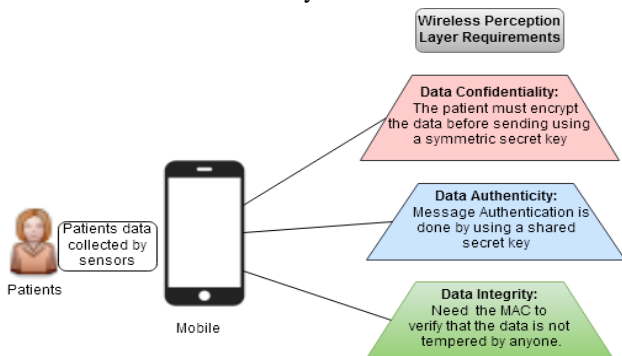 Wireless Perception
Layer Requirements
Data Confidentiality:
The patient must encrypt
the data before sending using
a symmetric secret key
Data Authenticity:
Message Authentication is
done by using a shared
secret key
Data Integrity:
Need the MAC to
verify that the data is not
tempered by anyone.
Patients data
collected by
sensors
Patients
Mobile